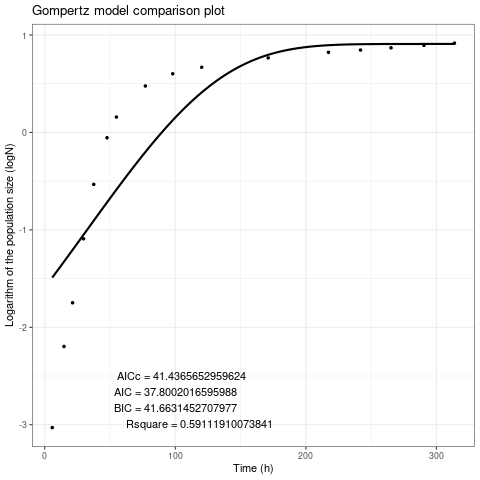 Gompertz model comparison plot
Logarithm of the population size (logN)
1
0
-1
-2
-3
AICc = 41.4365652959624
AIC = 37.8002016595988
BIC = 41.6631452707977
Rsquare = 0.59111910073841
0 100 200 300
Time (h)